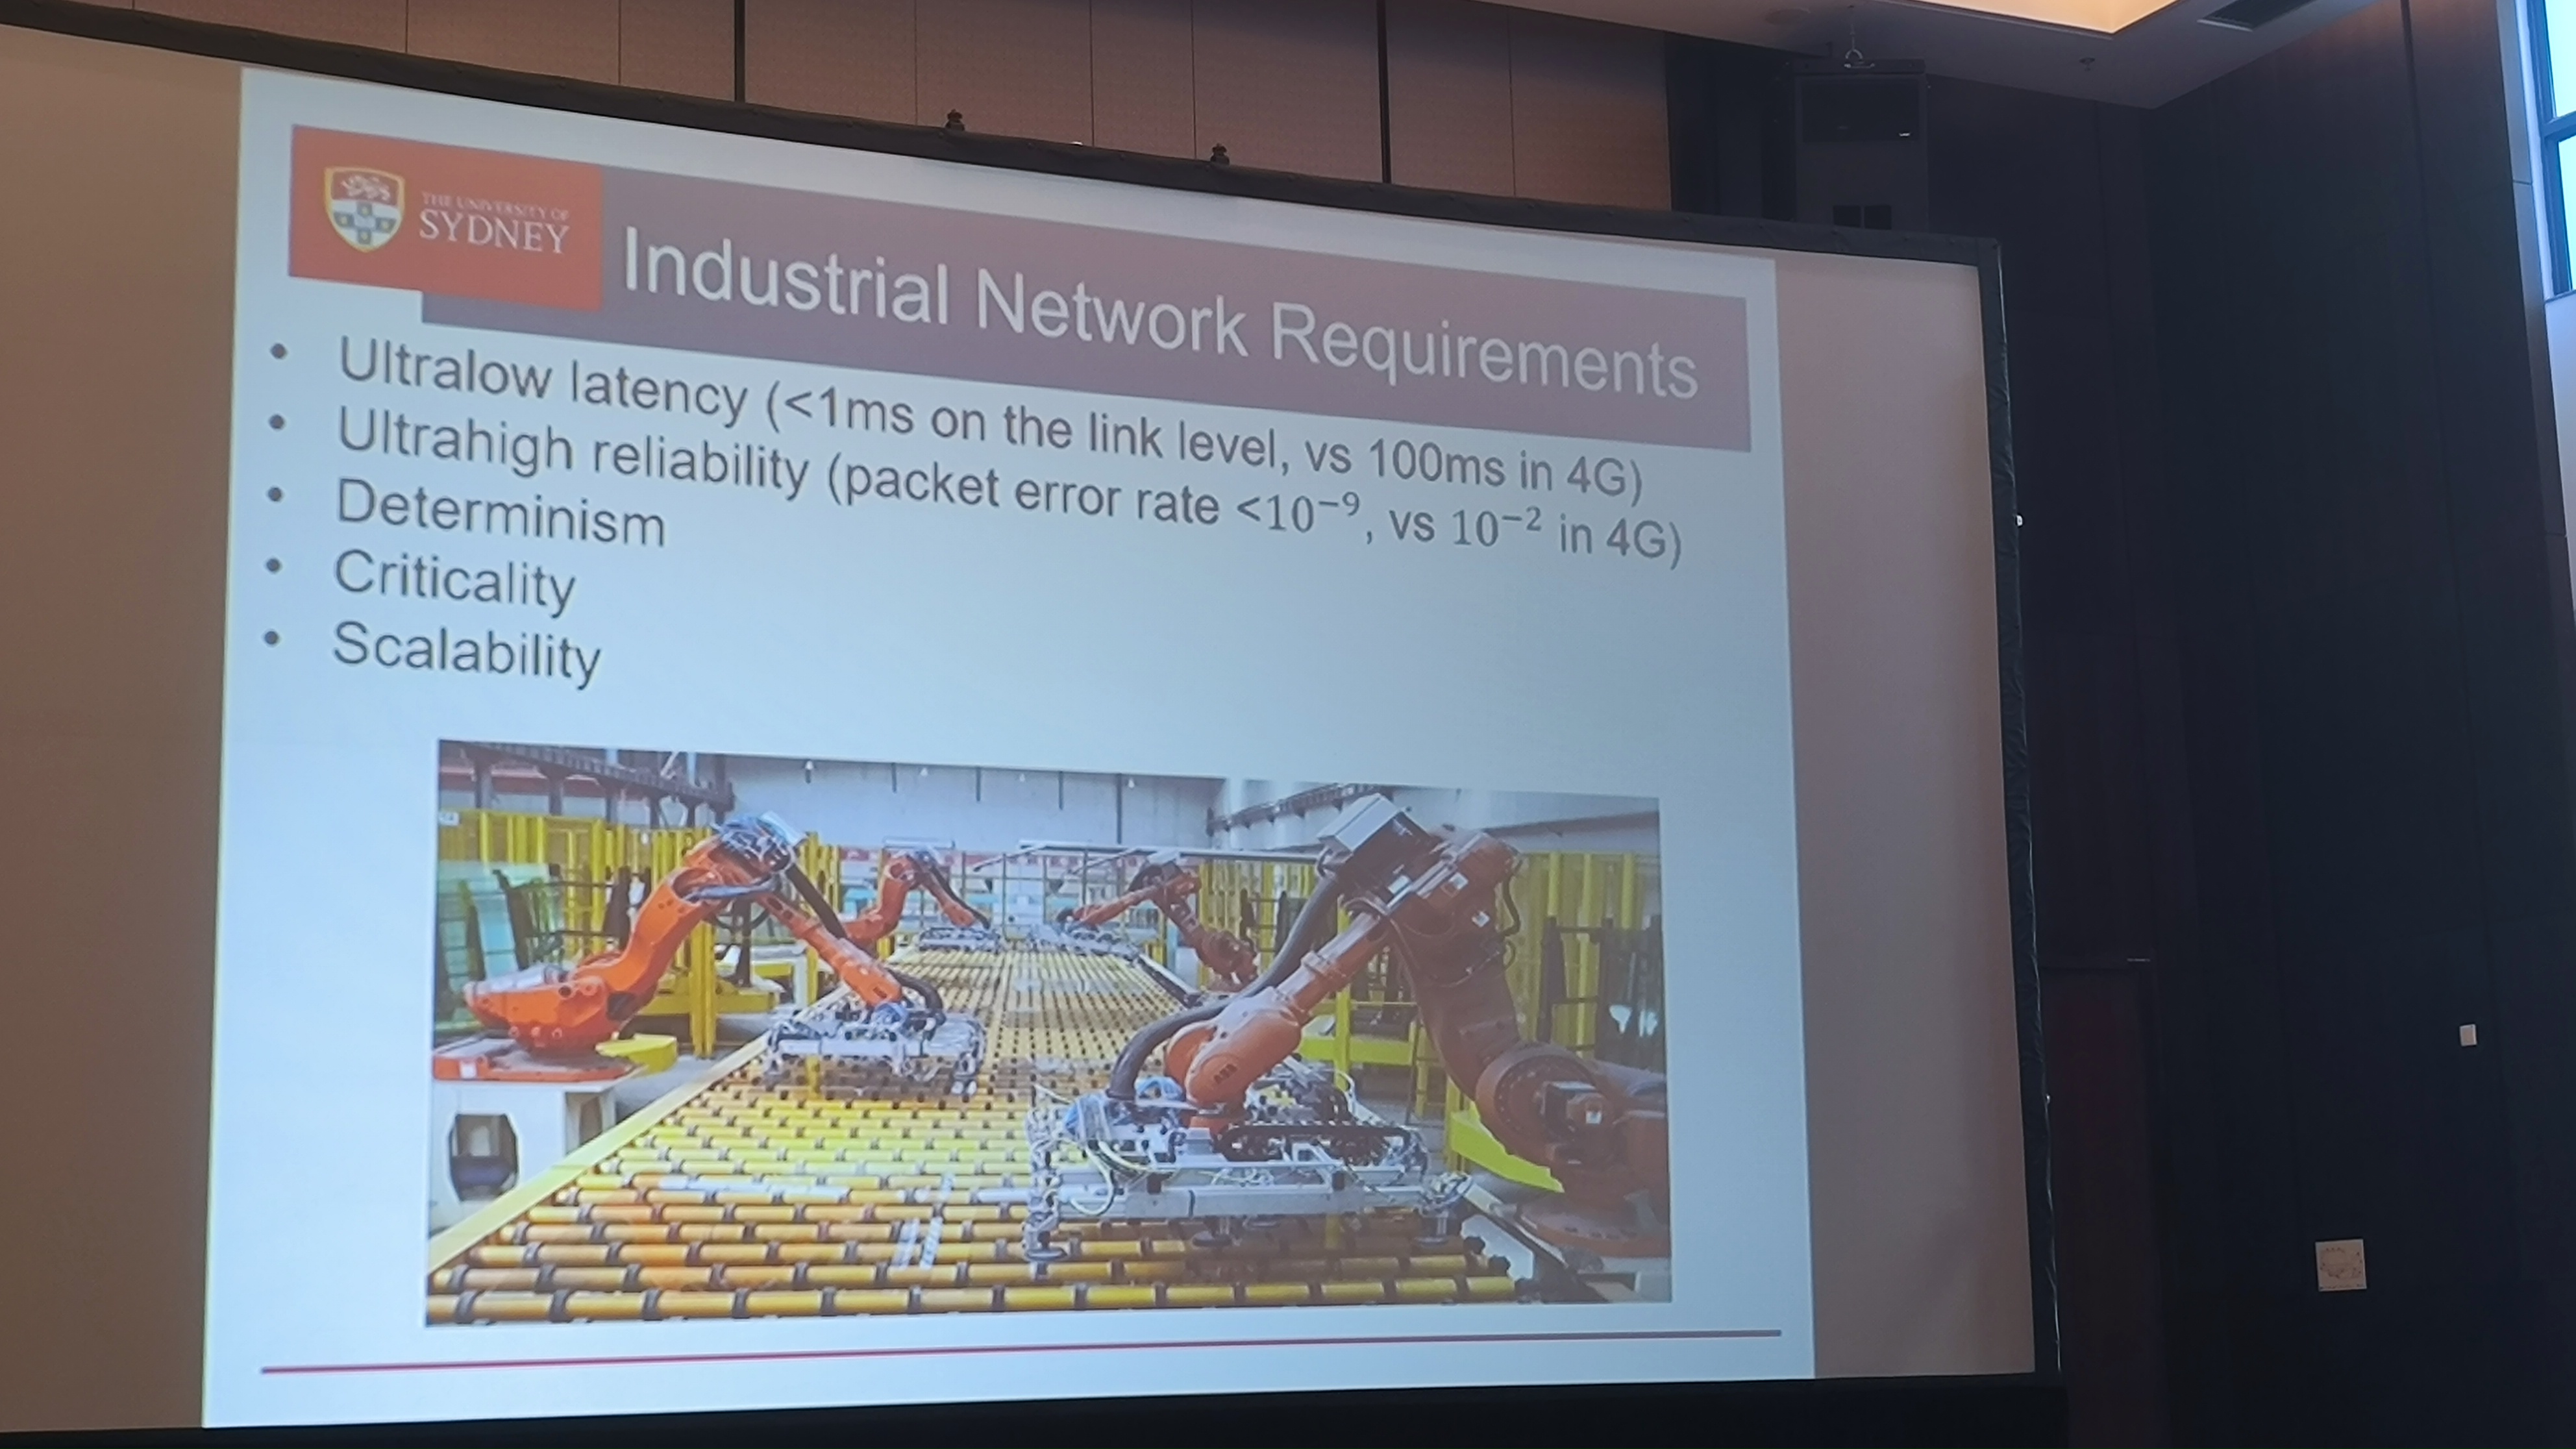 THE UNIVERSITY OF
SYDNEY
Industrial Network Requirements
• Ultralow latency (<1ms on the link level, vs 100ms in 4G)
• Ultrahigh reliability (packet error rate <10⁻⁹, vs 10⁻² in 4G)
• Determinism
• Criticality
• Scalability
ABB